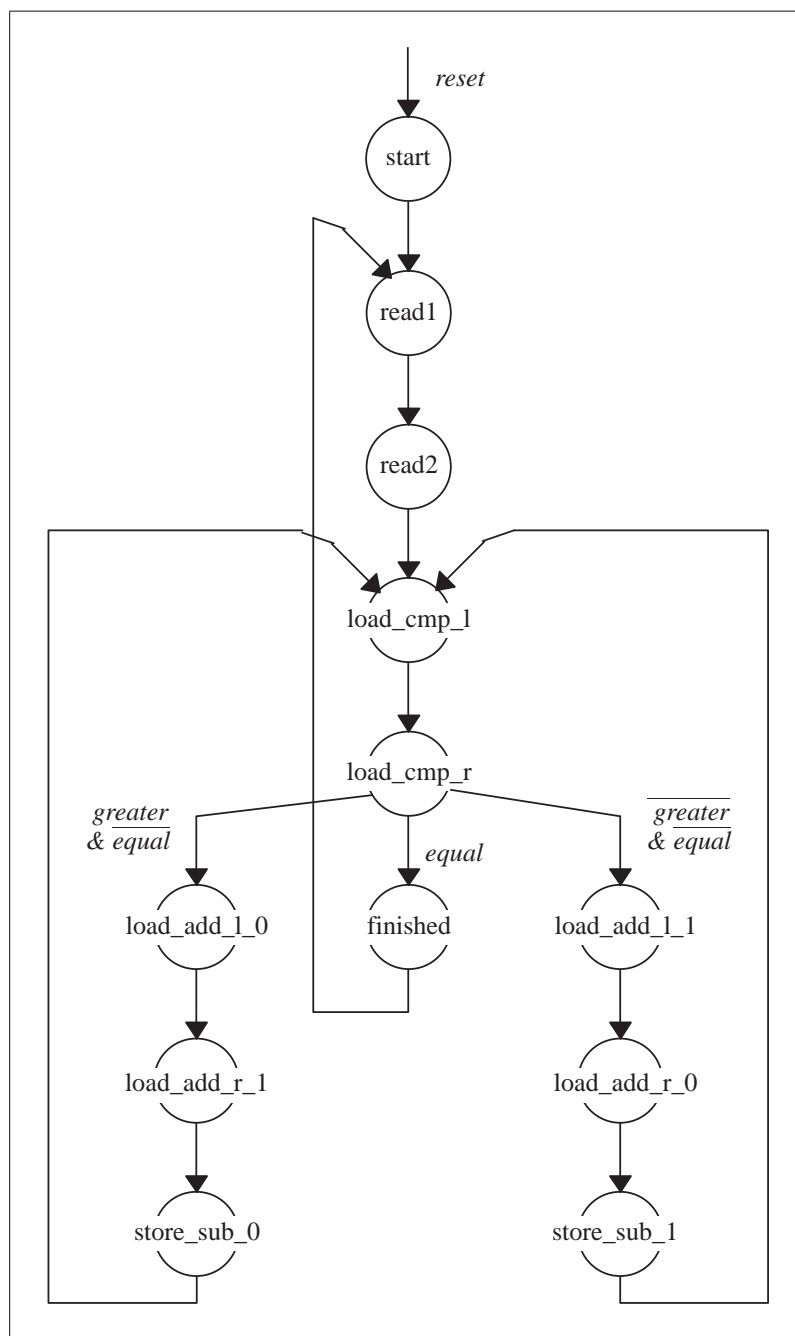 reset
start
read1
read2
load_cmp_l
load_cmp_r
greater
& equal
equal
greater
& equal
load_add_l_0
finished
load_add_l_1
load_add_r_1
load_add_r_0
store_sub_0
store_sub_1